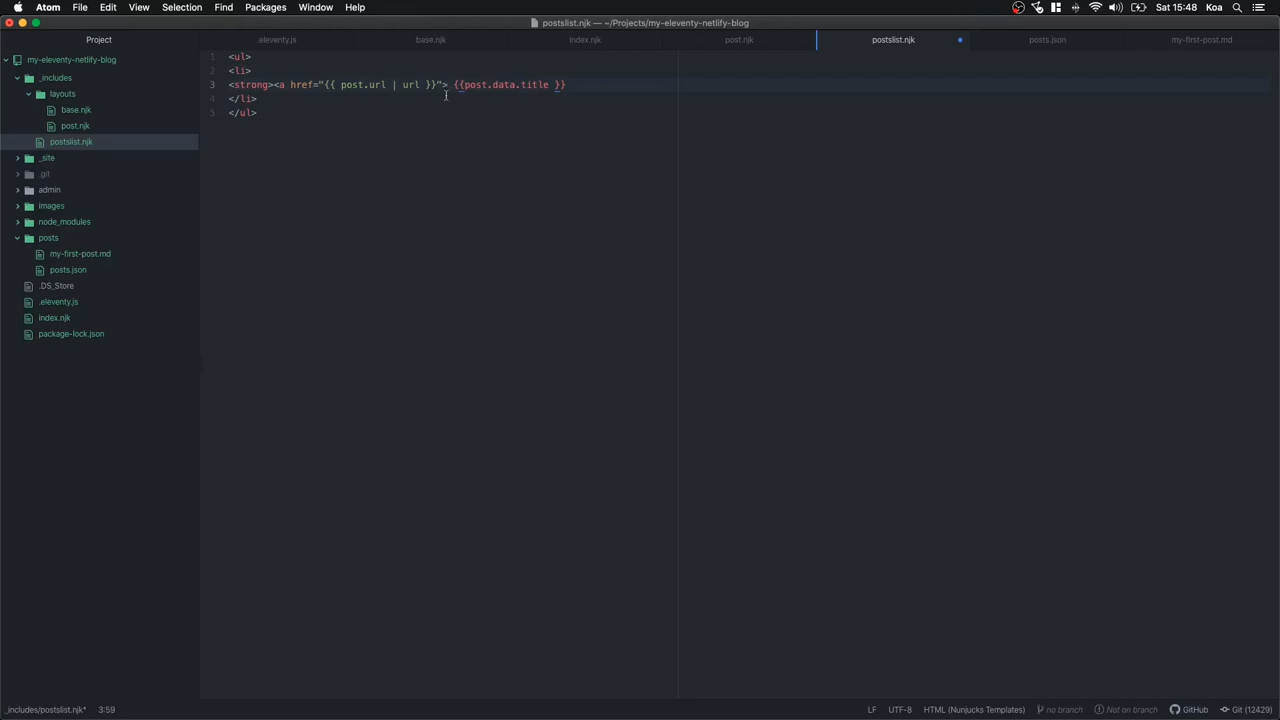 Atom File Edit View Selection Find Packages Window Help Sat 15:48 Koa
postslist.njk — ~/Projects/my-eleventy-netlify-blog
Project .eleventy.js base.njk index.njk post.njk postslist.njk posts.json my-first-post.md
my-eleventy-netlify-blog
_includes
layouts
base.njk
post.njk
postslist.njk
_site
.git
admin
images
node_modules
posts
my-first-post.md
posts.json
.DS_Store
.eleventy.js
index.njk
package-lock.json
1 <ul>
2 <li>
3 <strong><a href="{{ post.url | url }}"> {{post.data.title }}
4 </li>
5 </ul>
_includes/postslist.njk* 3:59 LF UTF-8 HTML (Nunjucks Templates) no branch Not on branch GitHub Git (12429)